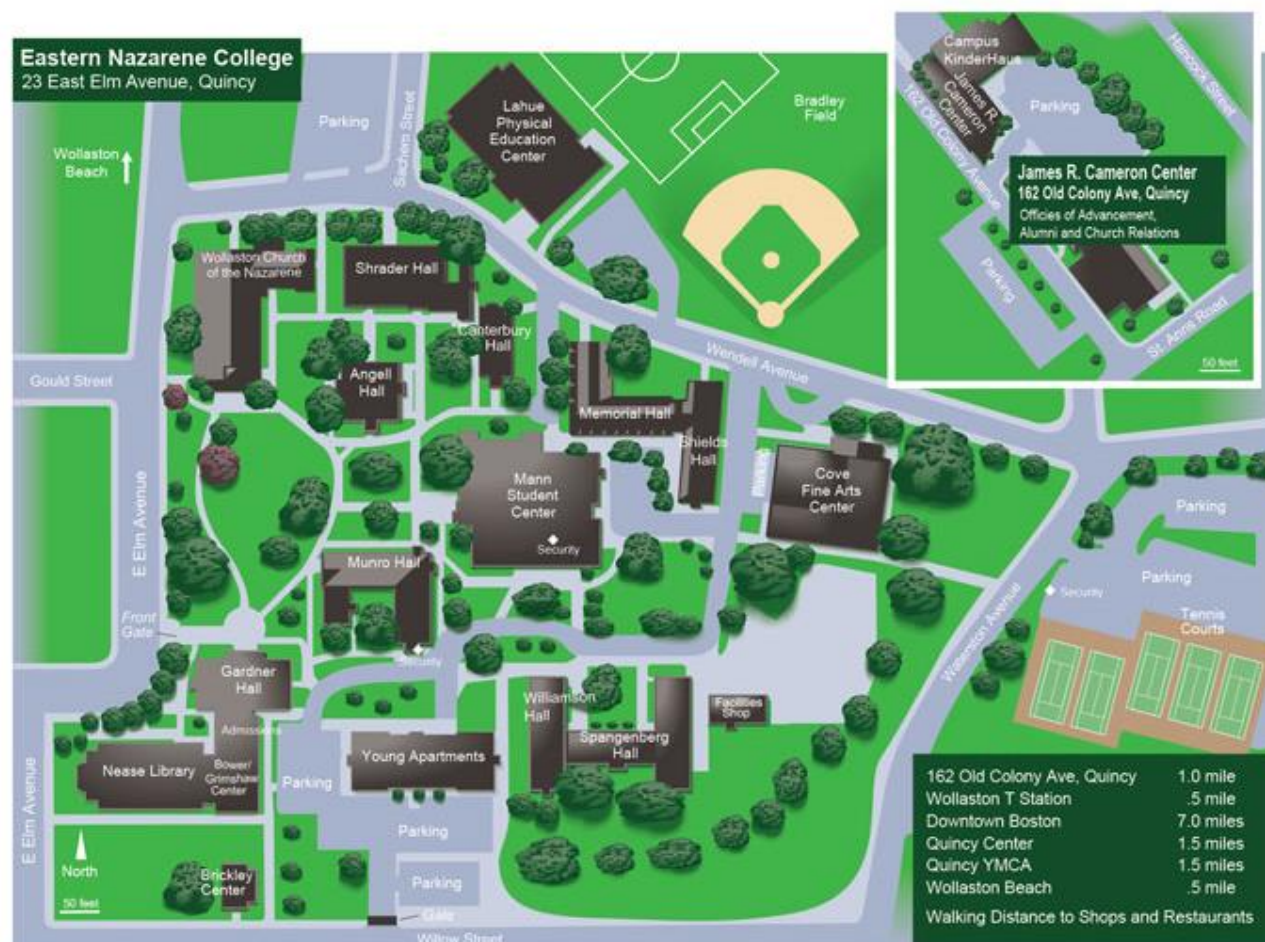 Eastern Nazarene College
23 East Elm Avenue, Quincy
Wollaston
Beach
Parking
Sachem Street
Lahue
Physical
Education
Center
Bradley
Field
Campus
KinderHaus
James R.
Cameron
Center
162 Old Colony Avenue
Parking
Hancock Street
James R. Cameron Center
162 Old Colony Ave, Quincy
Officies of Advancement,
Alumni and Church Relations
Parking
St. Anns Road
50 feet
Wollaston Church
of the Nazarene
Shrader Hall
Canterbury
Hall
Angell
Hall
Wendell Avenue
Gould Street
Memorial Hall
Shields
Hall
Parking
Cove
Fine Arts
Center
Mann
Student
Center
Security
E Elm Avenue
Munro Hall
Security
Front
Gate
Gardner
Hall
Admissions
Bower/
Grimshaw
Center
Nease Library
Young Apartments
Parking
Williamson
Hall
Spangenberg
Hall
Facilities
Shop
Waterston Avenue
Parking
Parking
Security
Tennis
Courts
E Elm Avenue
North
50 feet
Brickley
Center
Parking
Parking
Gate
Willow Street
162 Old Colony Ave, Quincy 1.0 mile
Wollaston T Station .5 mile
Downtown Boston 7.0 miles
Quincy Center 1.5 miles
Quincy YMCA 1.5 miles
Wollaston Beach .5 mile
Walking Distance to Shops and Restaurants